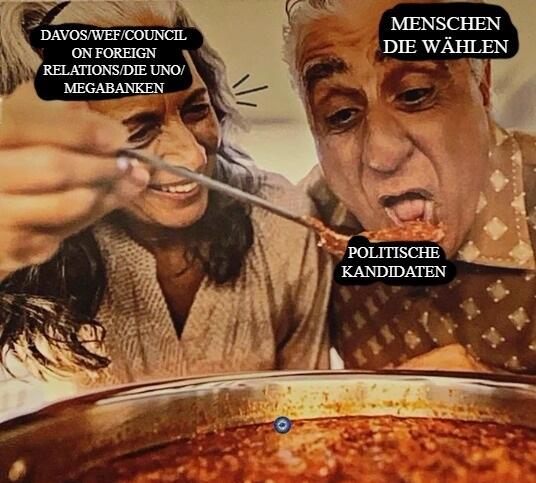 DAVOS/WEF/COUNCIL
ON FOREIGN
RELATIONS/DIE UNO/
MEGABANKEN
MENSCHEN
DIE WÄHLEN
POLITISCHE
KANDIDATEN